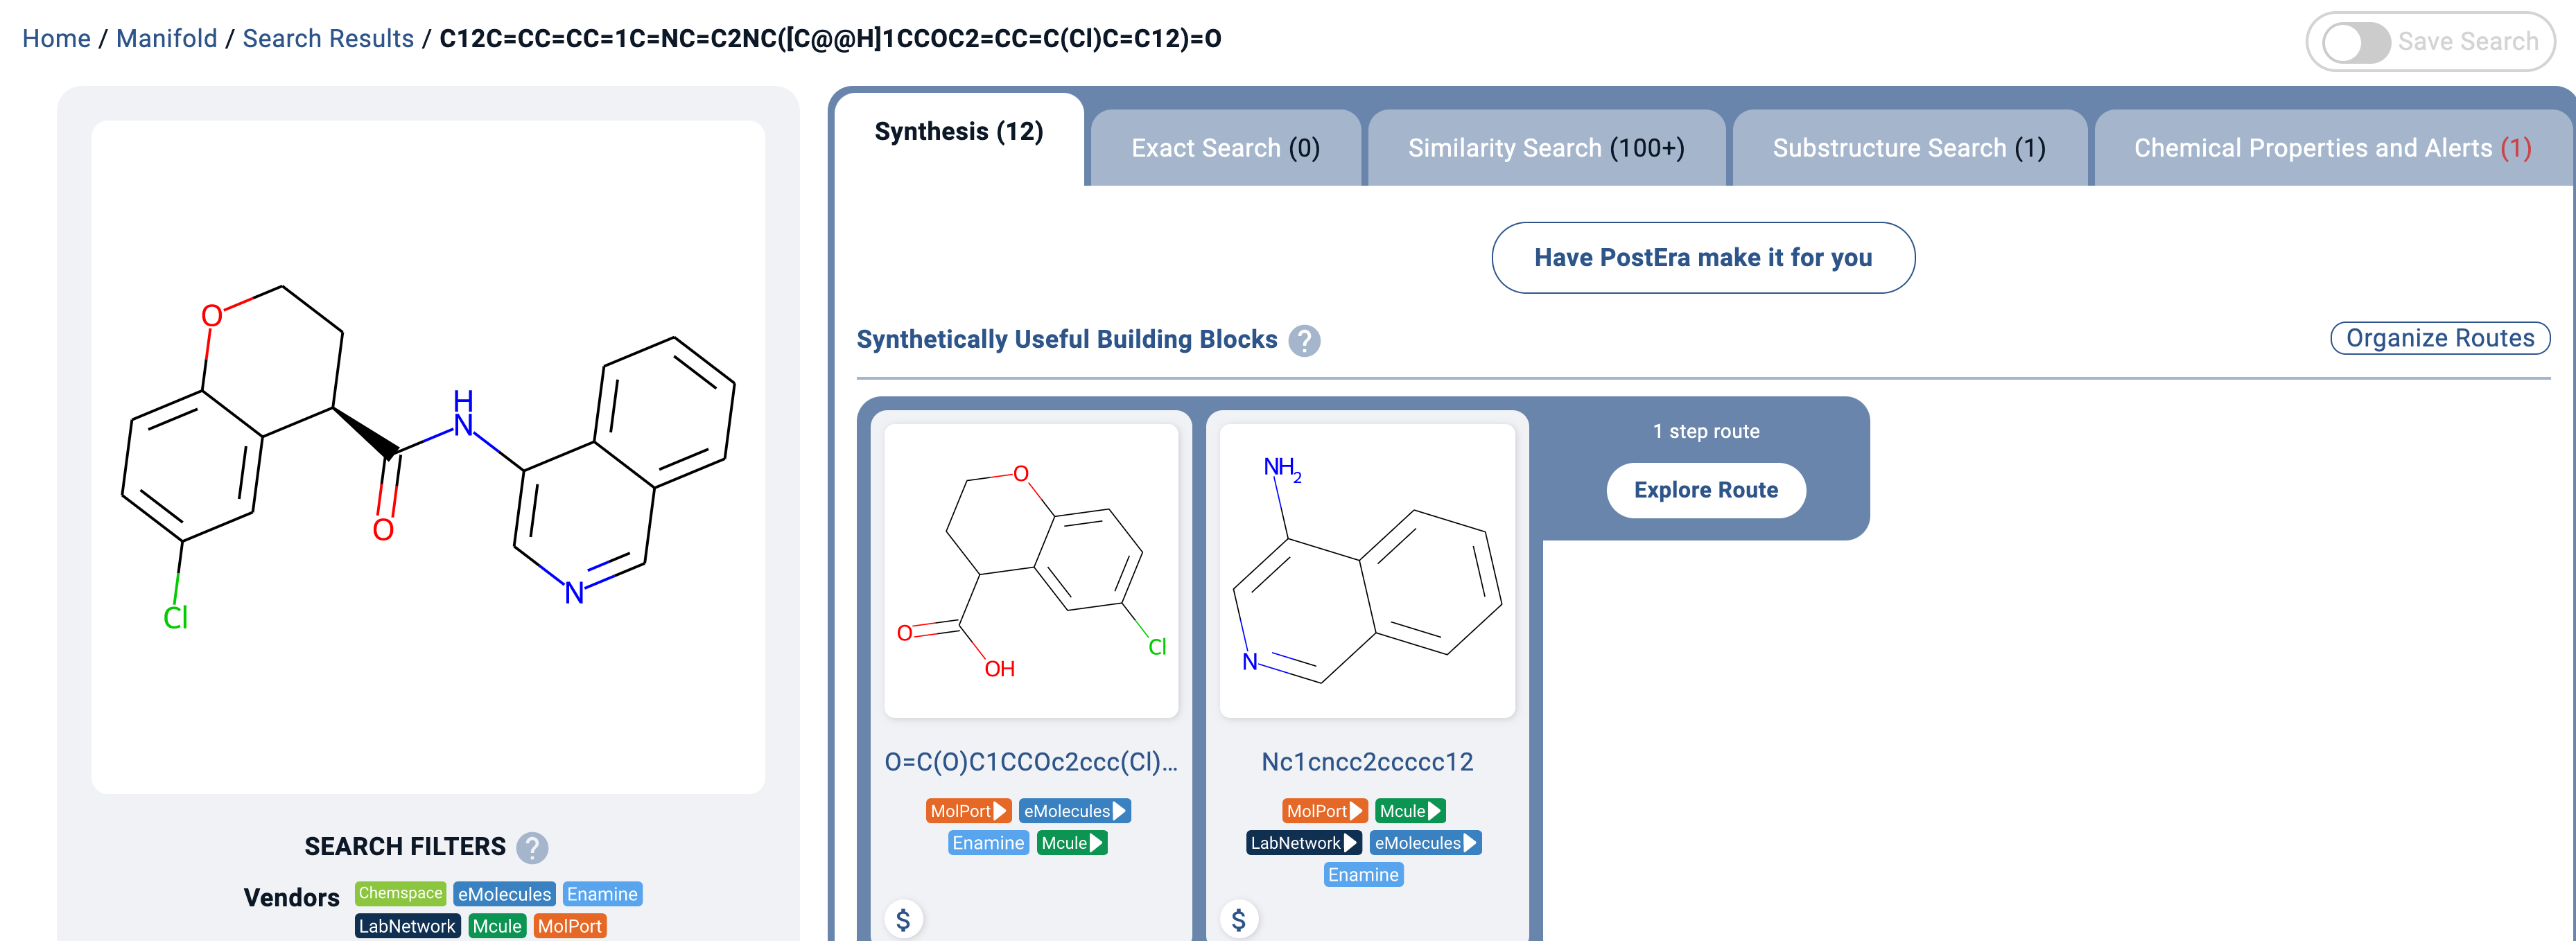 Home / Manifold / Search Results / C12C=CC=CC=1C=NC=C2NC([C@@H]1CCOC2=CC=C(Cl)C=C12)=O
Save Search
Synthesis (12)
Exact Search (0)
Similarity Search (100+)
Substructure Search (1)
Chemical Properties and Alerts (1)
Have PostEra make it for you
Synthetically Useful Building Blocks ?
Organize Routes
O
H
N
O
N
Cl
O
O
OH
Cl
NH2
N
1 step route
Explore Route
O=C(O)C1CCOc2ccc(Cl)...
Nc1cncc2ccccc12
MolPort eMolecules
Enamine Mcule
MolPort Mcule
LabNetwork eMolecules
Enamine
$
$
SEARCH FILTERS ?
Vendors Chemspace eMolecules Enamine
LabNetwork Mcule MolPort